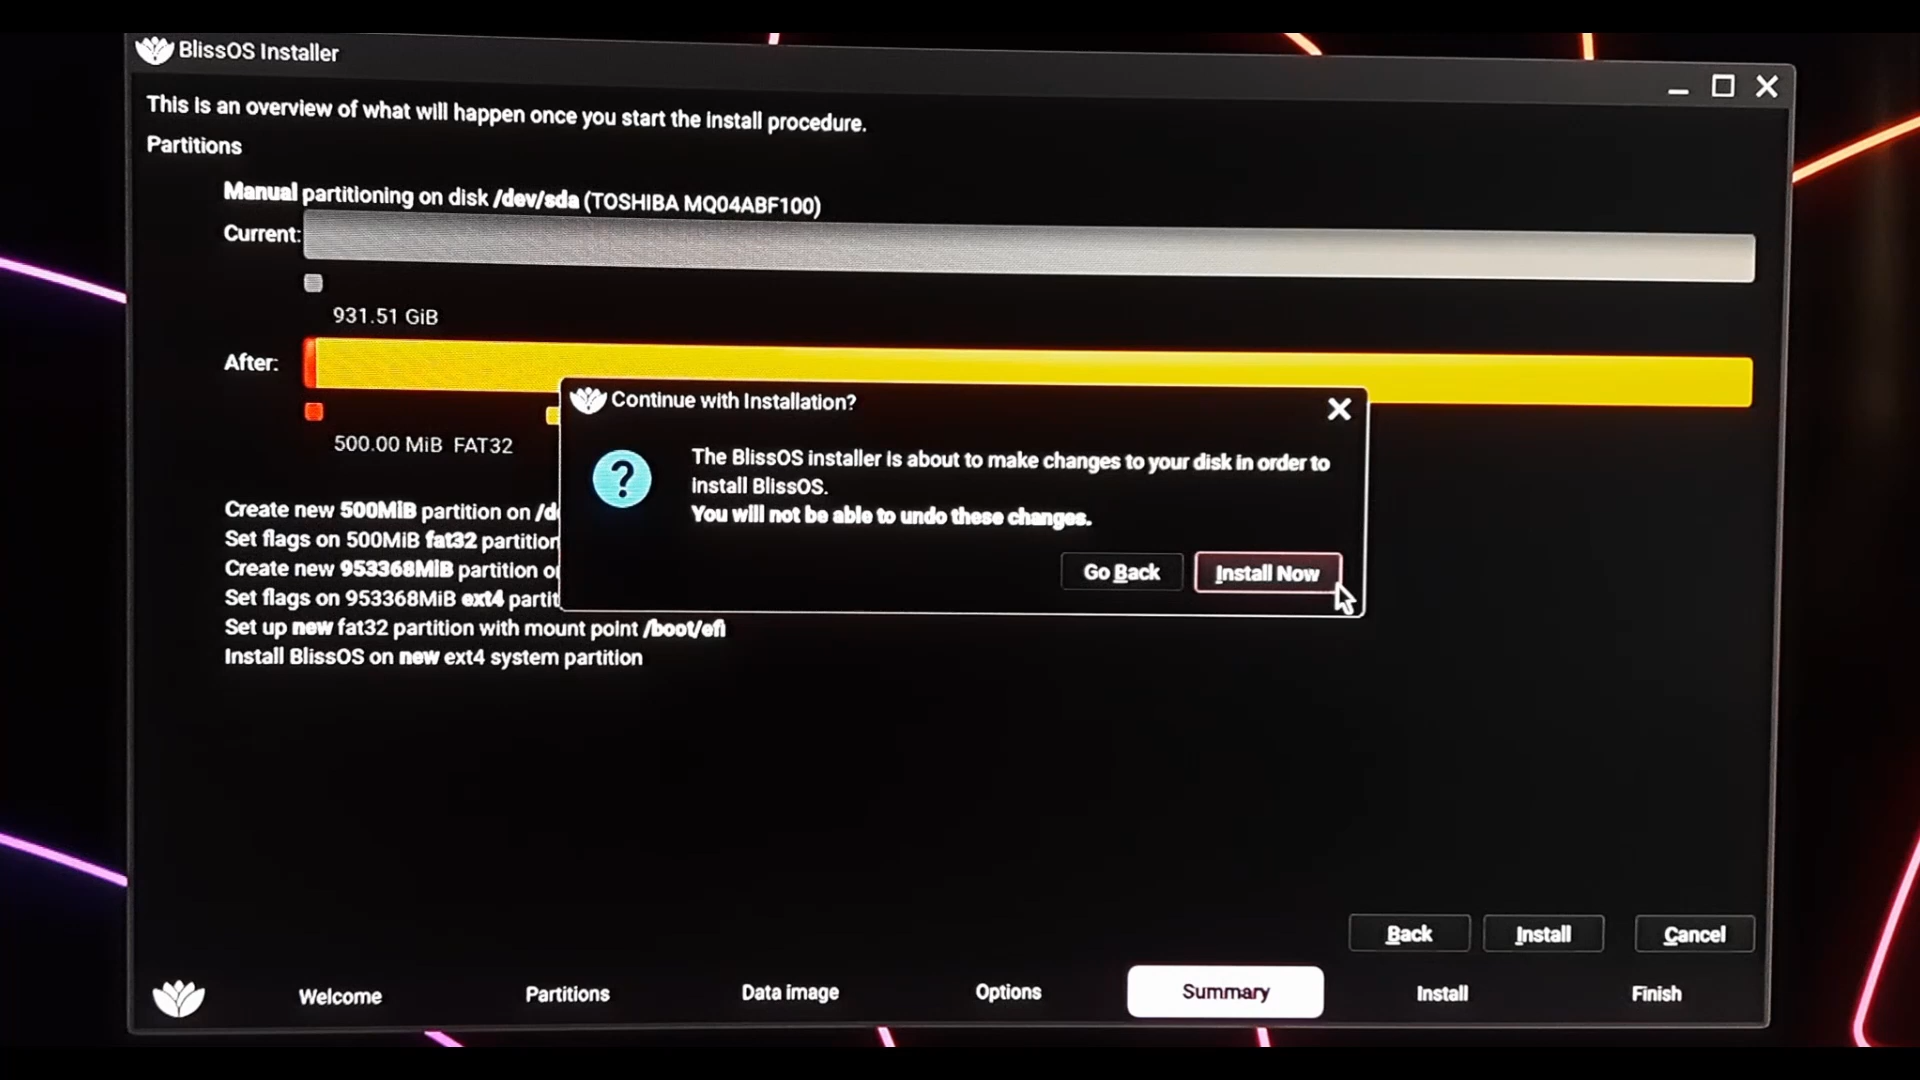 BlissOS Installer
This is an overview of what will happen once you start the install procedure.
Partitions
Manual partitioning on disk /dev/sda (TOSHIBA MQ04ABF100)
Current:
931.51 GiB
After:
500.00 MiB FAT32
Continue with Installation?
The BlissOS installer is about to make changes to your disk in order to
install BlissOS.
You will not be able to undo these changes.
Go Back Install Now
Create new 500MiB partition on
Set flags on 500MiB fat32 partition
Create new 953368MiB partition
Set flags on 953368MiB ext4
Set up new fat32 partition with mount point /boot/efi
Install BlissOS on new ext4 system partition
Back Install Cancel
Welcome Partitions Data image Options Summary Install Finish